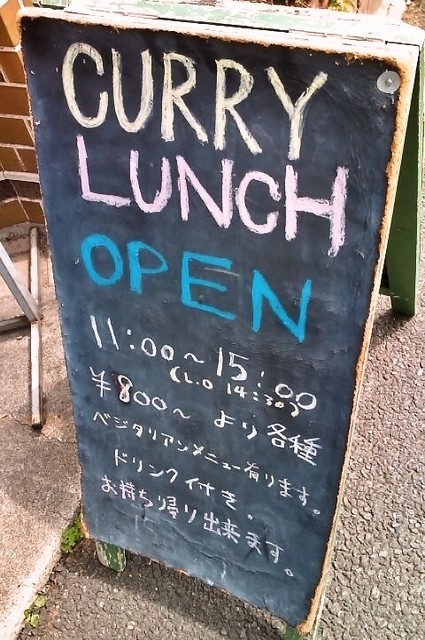 CURRY
LUNCH
OPEN
11:00~15:00
(L.O 14:30)
¥800~ より各種
ベジタリアンメニュー有ります。
ドリンク付き。
お持ち帰り出来ます。